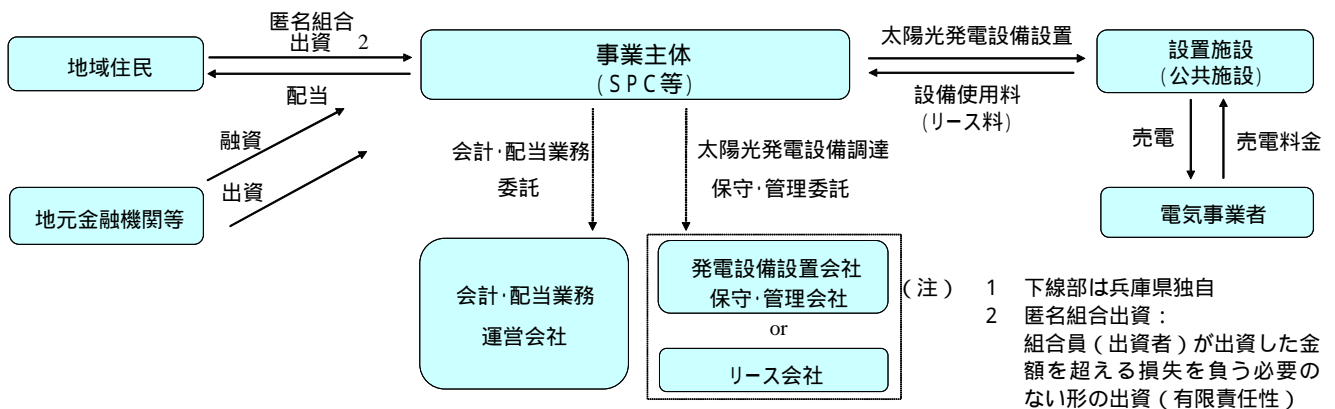 匿名組合
出資　2
地域住民
配当
融資
出資
地元金融機関等
事業主体
(SPC等)
太陽光発電設備設置
設備使用料
(リース料)
設置施設
(公共施設)
売電
売電料金
電気事業者
会計・配当業務
委託
太陽光発電設備調達
保守・管理委託
会計・配当業務
運営会社
発電設備設置会社
保守・管理会社
or
リース会社
(注)　1　下線部は兵庫県独自
2　匿名組合出資：
組合員（出資者）が出資した金
額を超える損失を負う必要の
ない形の出資（有限責任性）